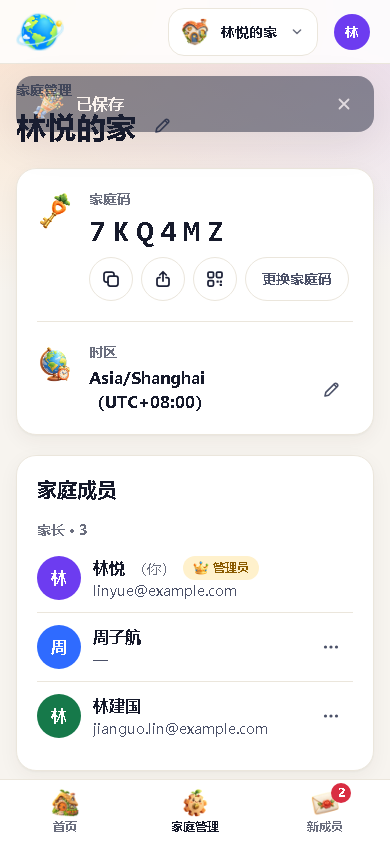 林悦的家
林
家庭管理
已保存
林悦的家
家庭码
7KQ4MZ
更换家庭码
时区
Asia/Shanghai
（UTC+08:00）
家庭成员
家长 • 3
林
林悦 （你） 管理员
linyue@example.com
周
周子航
—
林
林建国
jianguo.lin@example.com
首页
家庭管理
2
新成员